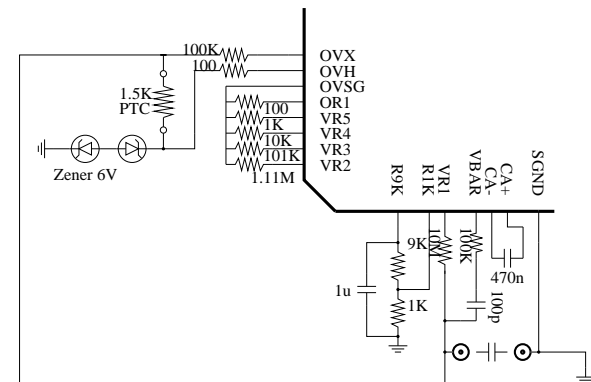 100K
OVX
100
OVH
OVSG
1.5K
PTC
OR1
100
VR5
1K
VR4
10K
VR3
101K
VR2
1.11M
Zener 6V
R9K
R1K
VR1
VBAR
CA-
CA+
SGND
9K
10M
100K
470n
1u
1K
100p